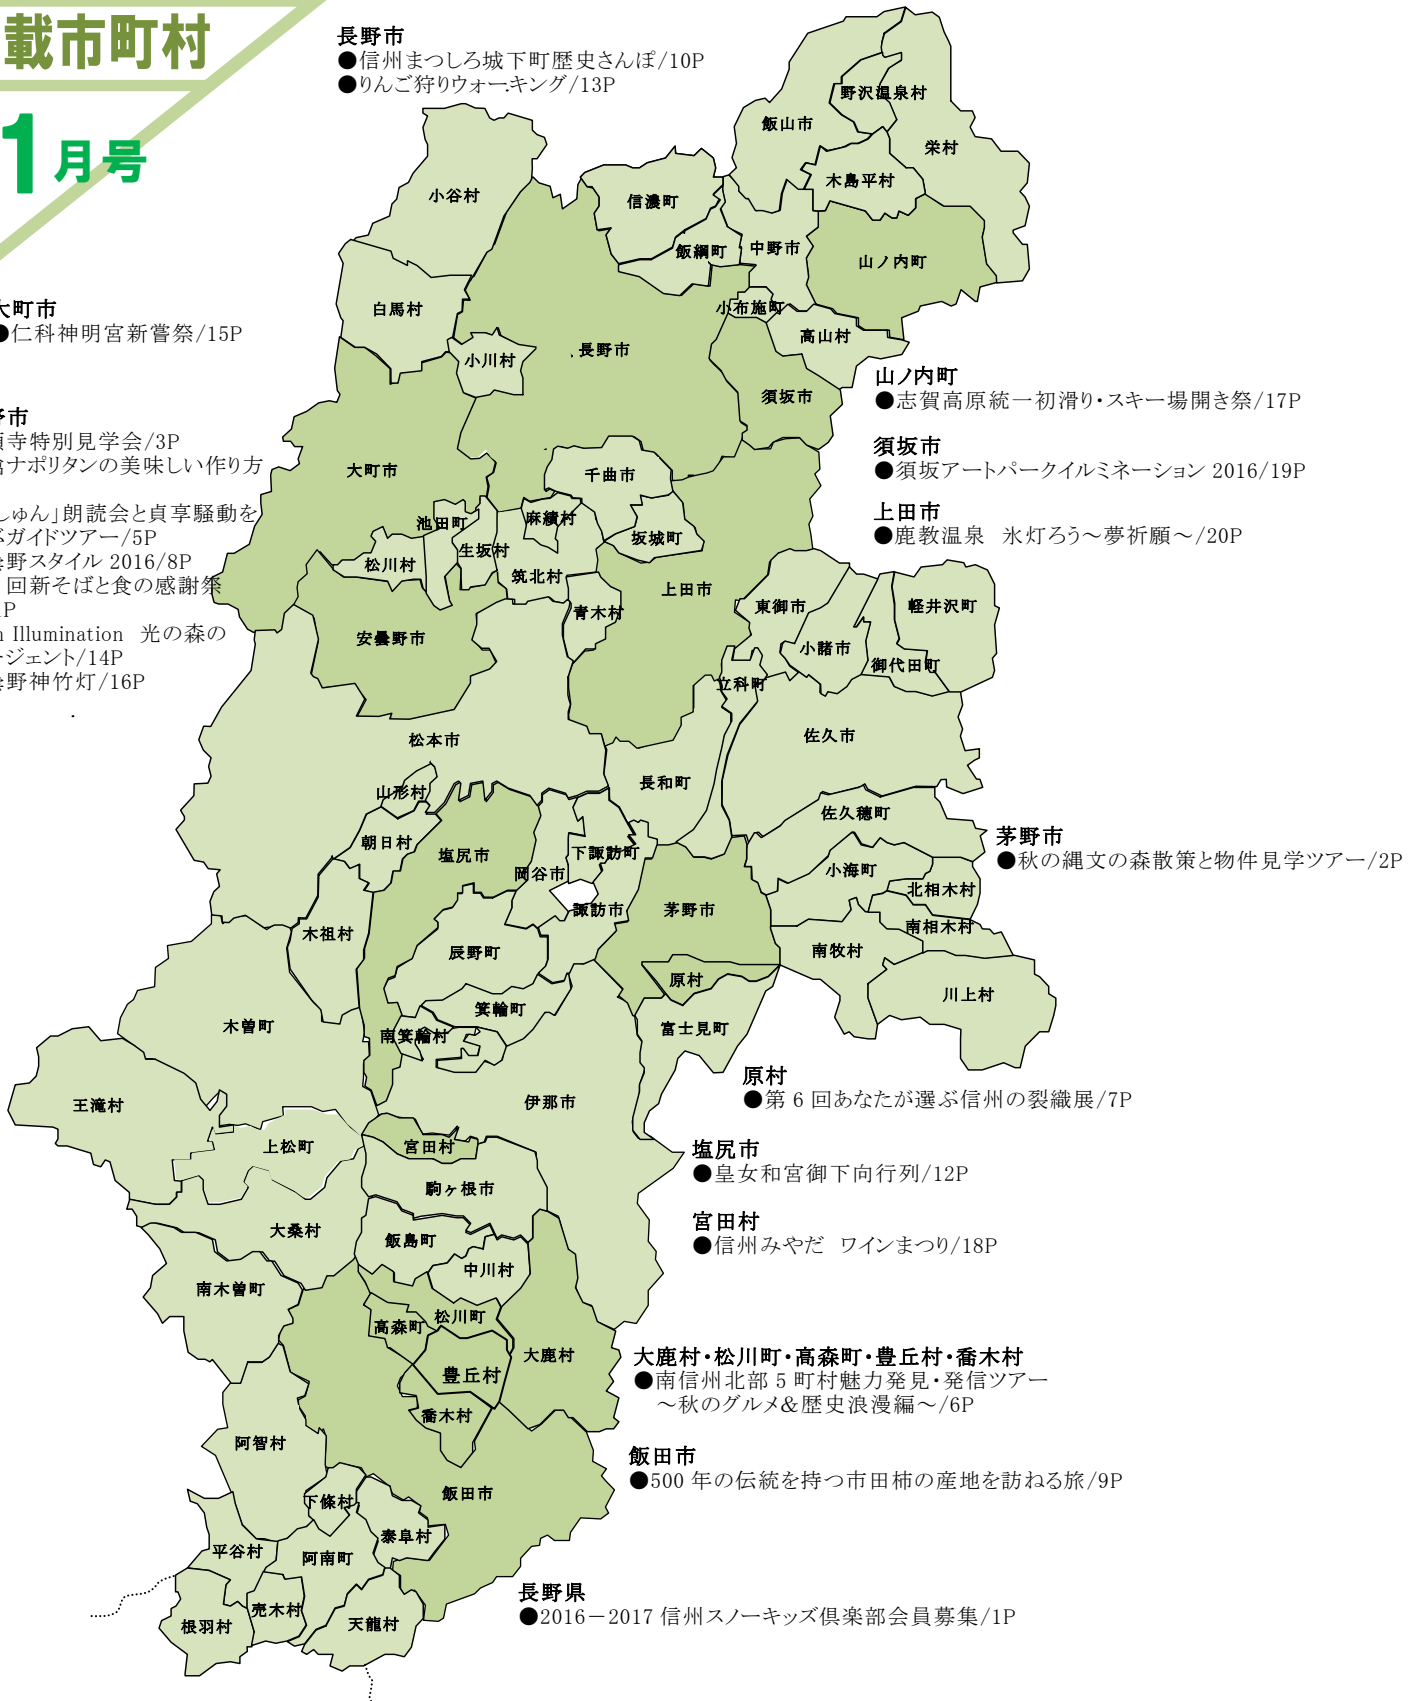 載市町村
1月号
長野市
●信州まつしろ城下町歴史さんぽ/10P
●りんご狩りウォーキング/13P
大町市
●仁科神明宮新嘗祭/15P
野市
寺特別見学会/3P
ナポリタンの美味しい作り方
しゅん」朗読会と貞享騒動を
ぶガイドツアー/5P
曇野スタイル 2016/8P
回新そばと食の感謝祭
P
n Illumination 光の森の
ージェント/14P
曇野神竹灯/16P
山ノ内町
●志賀高原統一初滑り・スキー場開き祭/17P
須坂市
●須坂アートパークイルミネーション 2016/19P
上田市
●鹿教温泉 氷灯ろう～夢祈願～/20P
茅野市
●秋の縄文の森散策と物件見学ツアー/2P
原村
●第 6 回あなたが選ぶ信州の裂織展/7P
塩尻市
●皇女和宮御下向行列/12P
宮田村
●信州みやだ ワインまつり/18P
大鹿村・松川町・高森町・豊丘村・喬木村
●南信州北部 5 町村魅力発見・発信ツアー
～秋のグルメ&歴史浪漫編～/6P
飯田市
●500 年の伝統を持つ市田柿の産地を訪ねる旅/9P
長野県
●2016－2017 信州スノーキッズ倶楽部会員募集/1P
野沢温泉村
飯山市
栄村
木島平村
小谷村
信濃町
飯綱町
中野市
山ノ内町
白馬村
小布施町
高山村
小川村
長野市
須坂市
大町市
千曲市
池田町
麻績村
坂城町
生坂村
松川村
筑北村
上田市
青木村
東御市
軽井沢町
安曇野市
小諸市
御代田町
立科町
松本市
佐久市
長和町
山形村
佐久穂町
朝日村
塩尻市
下諏訪町
岡谷市
小海町
北相木村
諏訪市
茅野市
南相木村
木祖村
辰野町
南牧村
原村
川上村
箕輪町
木曽町
南箕輪村
富士見町
王滝村
伊那市
上松町
宮田村
駒ヶ根市
大桑村
飯島町
中川村
南木曽町
松川町
高森町
大鹿村
豊丘村
喬木村
阿智村
飯田市
下條村
泰阜村
平谷村
阿南町
売木村
根羽村
天龍村